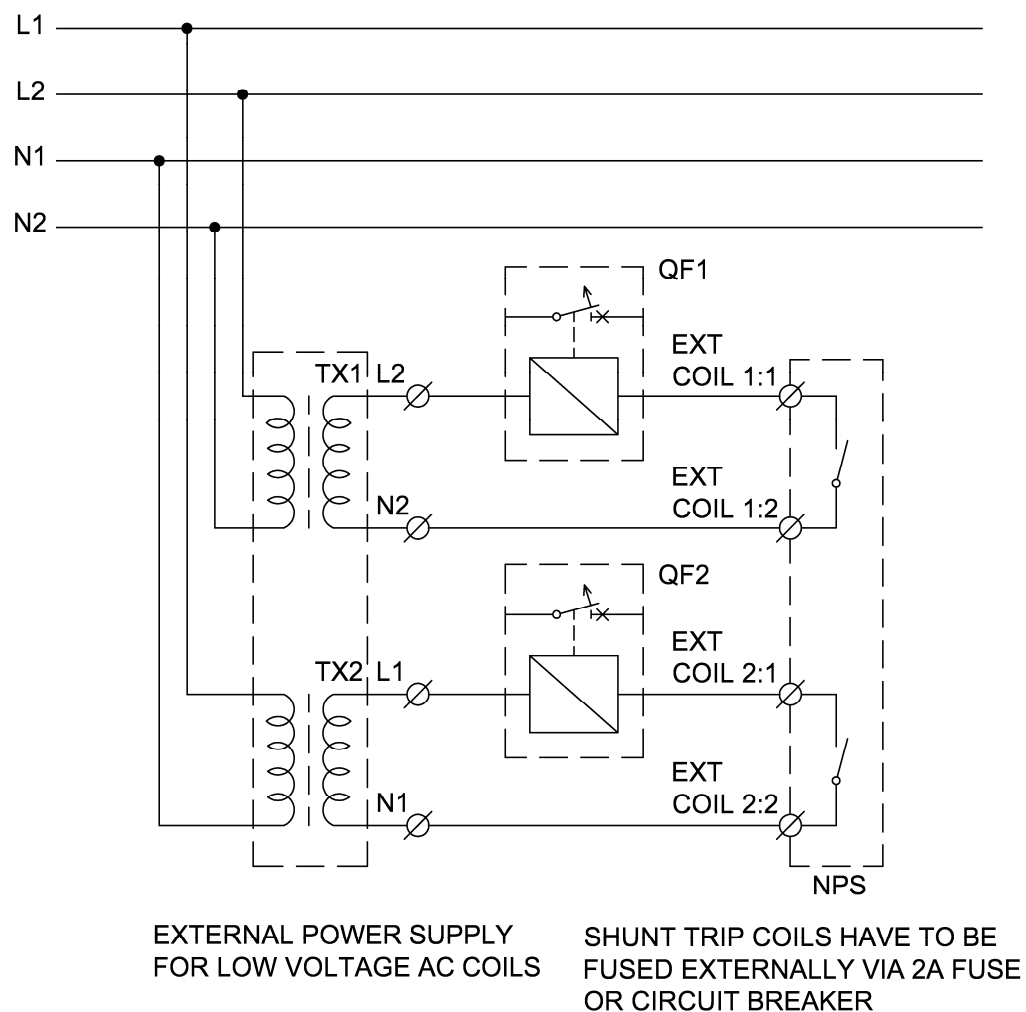 L1
L2
N1
N2
QF1
EXT
COIL 1:1
TX1 L2
EXT
COIL 1:2
N2
QF2
EXT
COIL 2:1
TX2 L1
EXT
COIL 2:2
N1
NPS
EXTERNAL POWER SUPPLY
FOR LOW VOLTAGE AC COILS
SHUNT TRIP COILS HAVE TO BE
FUSED EXTERNALLY VIA 2A FUSE
OR CIRCUIT BREAKER